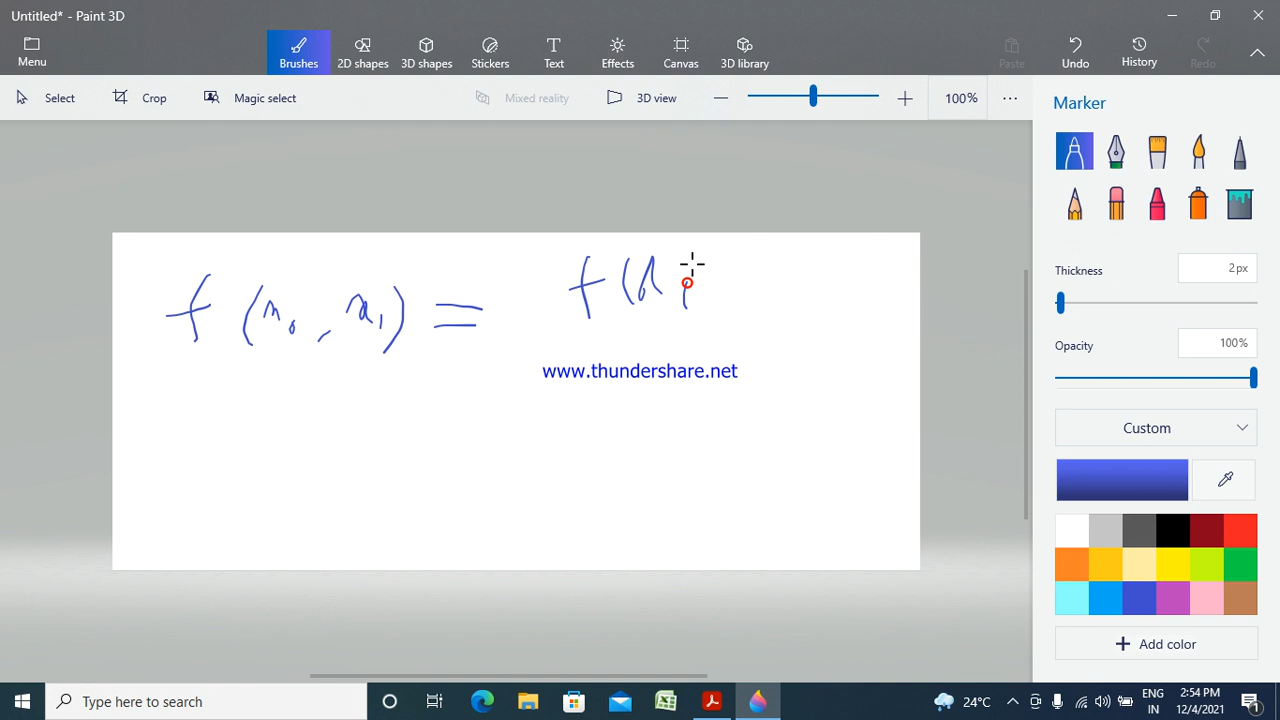 Untitled* - Paint 3D
Menu
Brushes
2D shapes
3D shapes
Stickers
Text
Effects
Canvas
3D library
Paste
Undo
History
Redo
Select
Crop
Magic select
Mixed reality
3D view
100%
Marker
Thickness
2px
Opacity
100%
Custom
Add color
f (x₀, x₁) =
f (
www.thundershare.net
Type here to search
24°C
ENG
IN
2:54 PM
12/4/2021
1